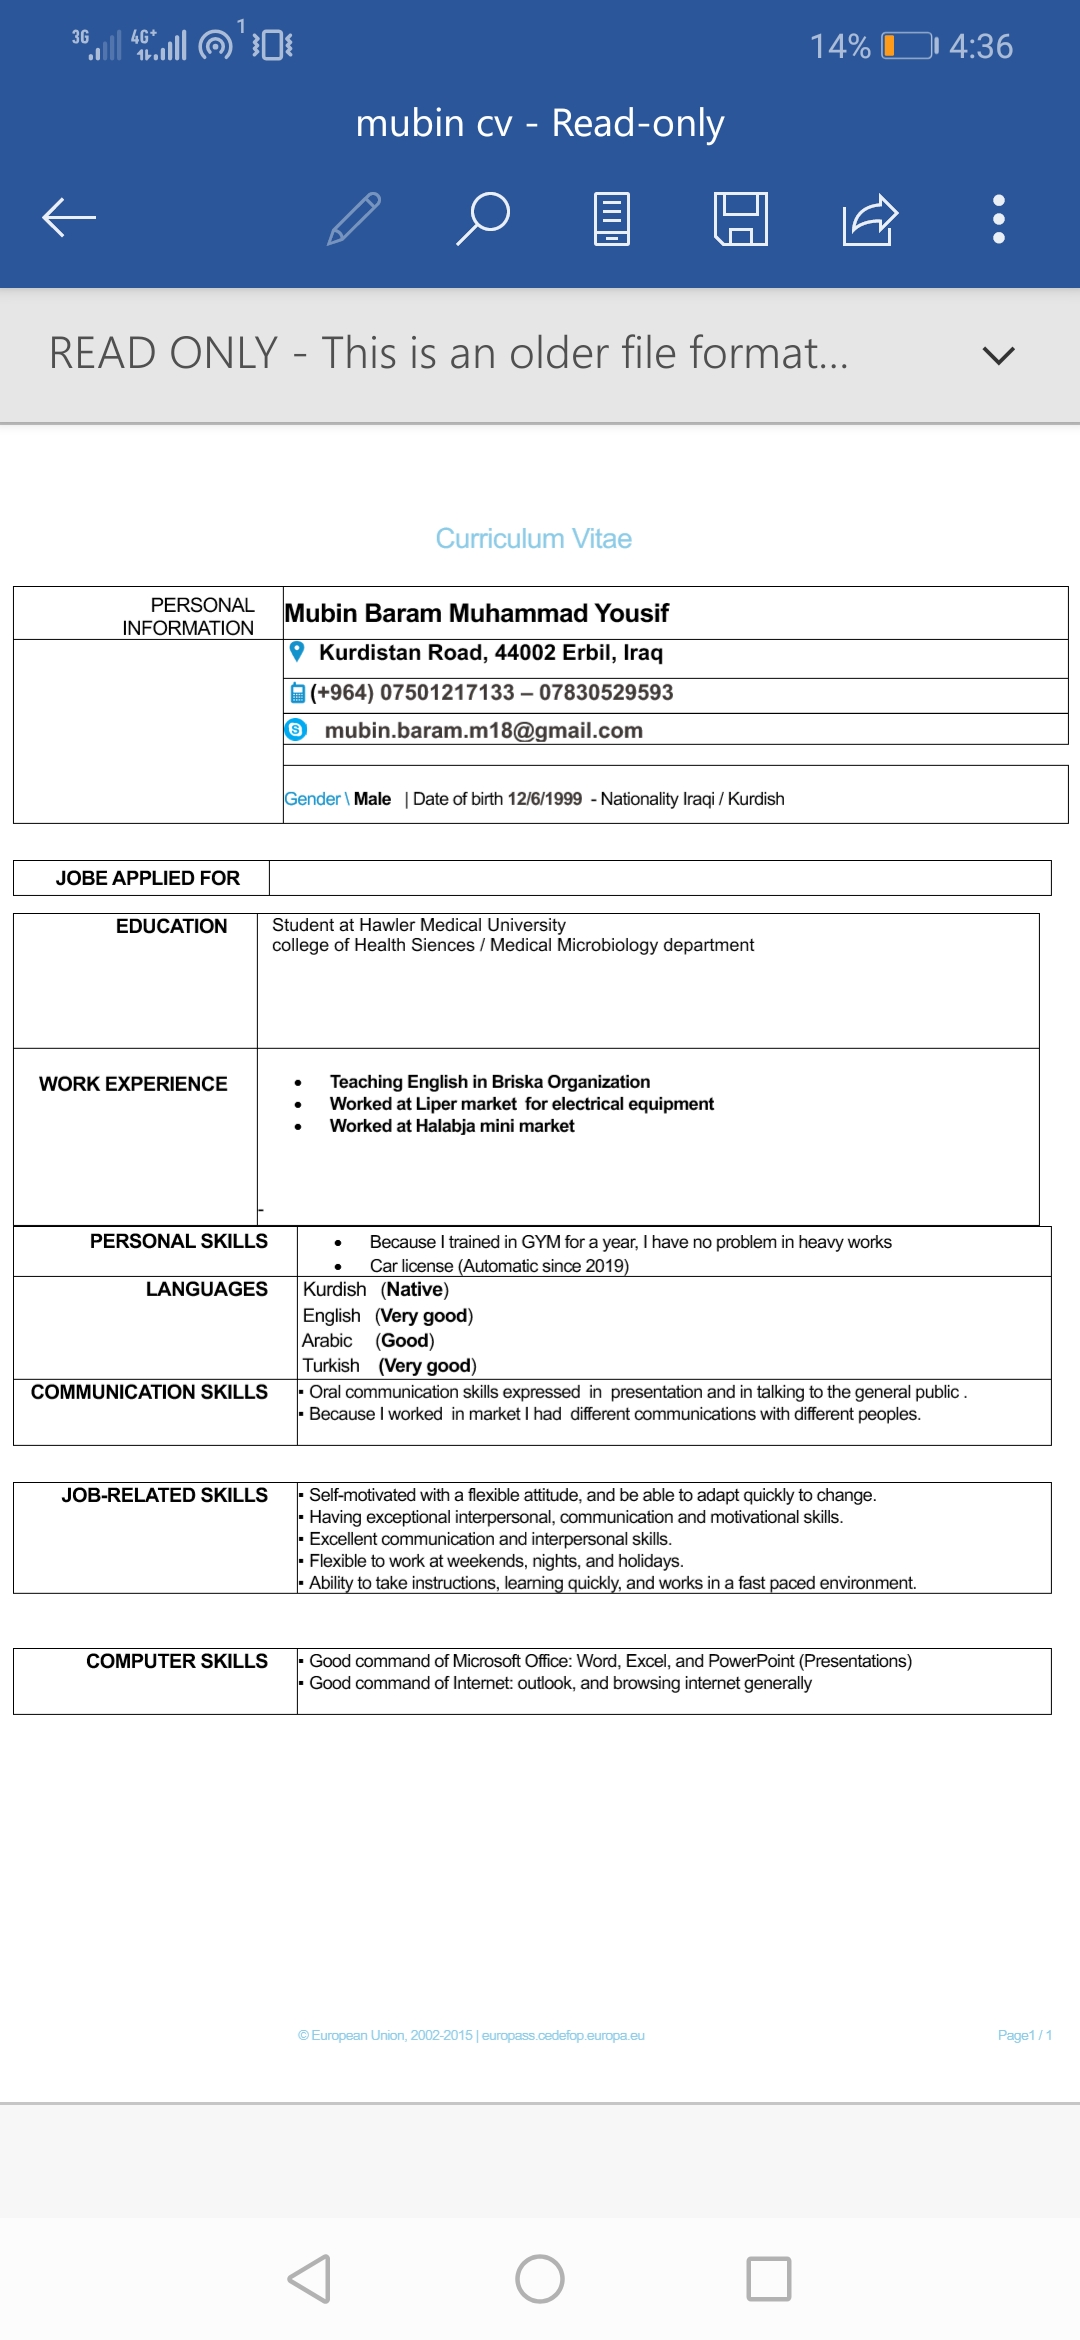 3G 4G+ 1 14% 4:36
mubin cv - Read-only
READ ONLY - This is an older file format...
Curriculum Vitae
PERSONAL
INFORMATION
Mubin Baram Muhammad Yousif
Kurdistan Road, 44002 Erbil, Iraq
(+964) 07501217133 – 07830529593
mubin.baram.m18@gmail.com
Gender \ Male | Date of birth 12/6/1999 - Nationality Iraqi / Kurdish
JOBE APPLIED FOR
EDUCATION
Student at Hawler Medical University
college of Health Siences / Medical Microbiology department
WORK EXPERIENCE
• Teaching English in Briska Organization
• Worked at Liper market for electrical equipment
• Worked at Halabja mini market
-
PERSONAL SKILLS
• Because I trained in GYM for a year, I have no problem in heavy works
• Car license (Automatic since 2019)
LANGUAGES
Kurdish (Native)
English (Very good)
Arabic (Good)
Turkish (Very good)
COMMUNICATION SKILLS
▪ Oral communication skills expressed in presentation and in talking to the general public .
▪ Because I worked in market I had different communications with different peoples.
JOB-RELATED SKILLS
▪ Self-motivated with a flexible attitude, and be able to adapt quickly to change.
▪ Having exceptional interpersonal, communication and motivational skills.
▪ Excellent communication and interpersonal skills.
▪ Flexible to work at weekends, nights, and holidays.
▪ Ability to take instructions, learning quickly, and works in a fast paced environment.
COMPUTER SKILLS
▪ Good command of Microsoft Office: Word, Excel, and PowerPoint (Presentations)
▪ Good command of Internet: outlook, and browsing internet generally
© European Union, 2002-2015 | europass.cedefop.europa.eu Page1 / 1